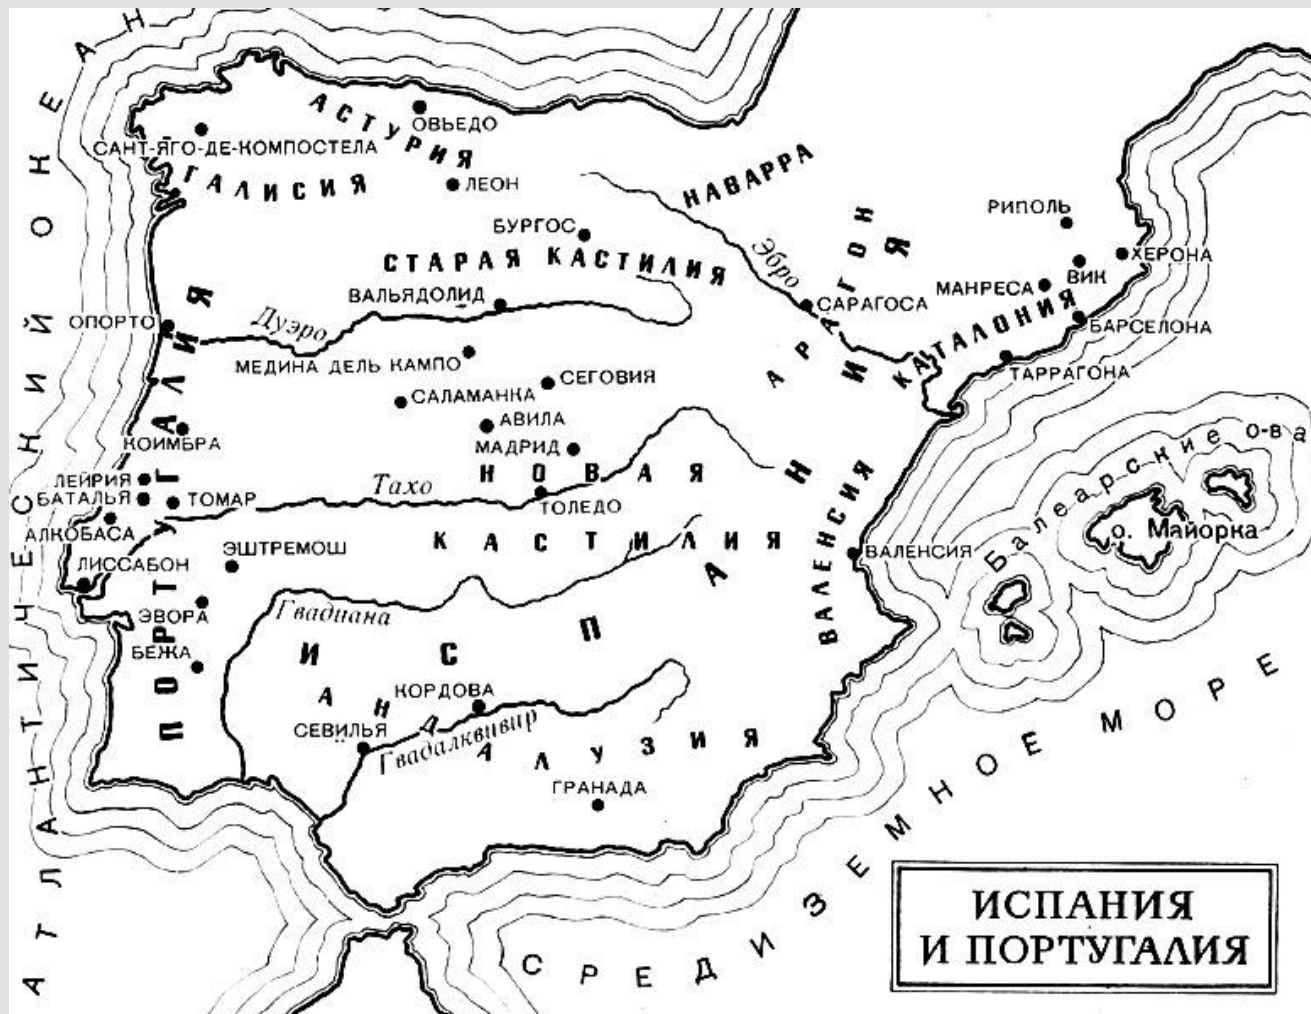 АТЛАНТИЧЕСКИЙ ОКЕАН
АСТУРИЯ
ОВЬЕДО
САНТ-ЯГО-ДЕ-КОМПОСТЕЛА
ГАЛИСИЯ
ЛЕОН
НАВАРРА
БУРГОС
РИПОЛЬ
СТАРАЯ КАСТИЛИЯ
Эбро
АРАГОН
ХЕРОНА
ВИК
МАНРЕСА
ВАЛЬЯДОЛИД
САРАГОСА
КАТАЛОНИЯ
ОПОРТО
Дуэро
БАРСЕЛОНА
МЕДИНА ДЕЛЬ КАМПО
ТАРРАГОНА
СЕГОВИЯ
САЛАМАНКА
АВИЛА
КОИМБРА
МАДРИД
Балеарские о-ва
ЛЕЙРИЯ
НОВАЯ
Тахо
БАТАЛЬЯ
ТОМАР
ТОЛЕДО
АЛКОБАСА
о. Майорка
КАСТИЛИЯ
ЭШТРЕМОШ
ВАЛЕНСИЯ
ВАЛЕНСИЯ
ЛИССАБОН
Гвадиана
ЭВОРА
ПОРТУГАЛИЯ
БЕЖА
ИСПАНИЯ
КОРДОВА
АНДАЛУЗИЯ
СЕВИЛЬЯ
Гвадалквивир
ГРАНАДА
СРЕДИЗЕМНОЕ МОРЕ
ИСПАНИЯ
И ПОРТУГАЛИЯ